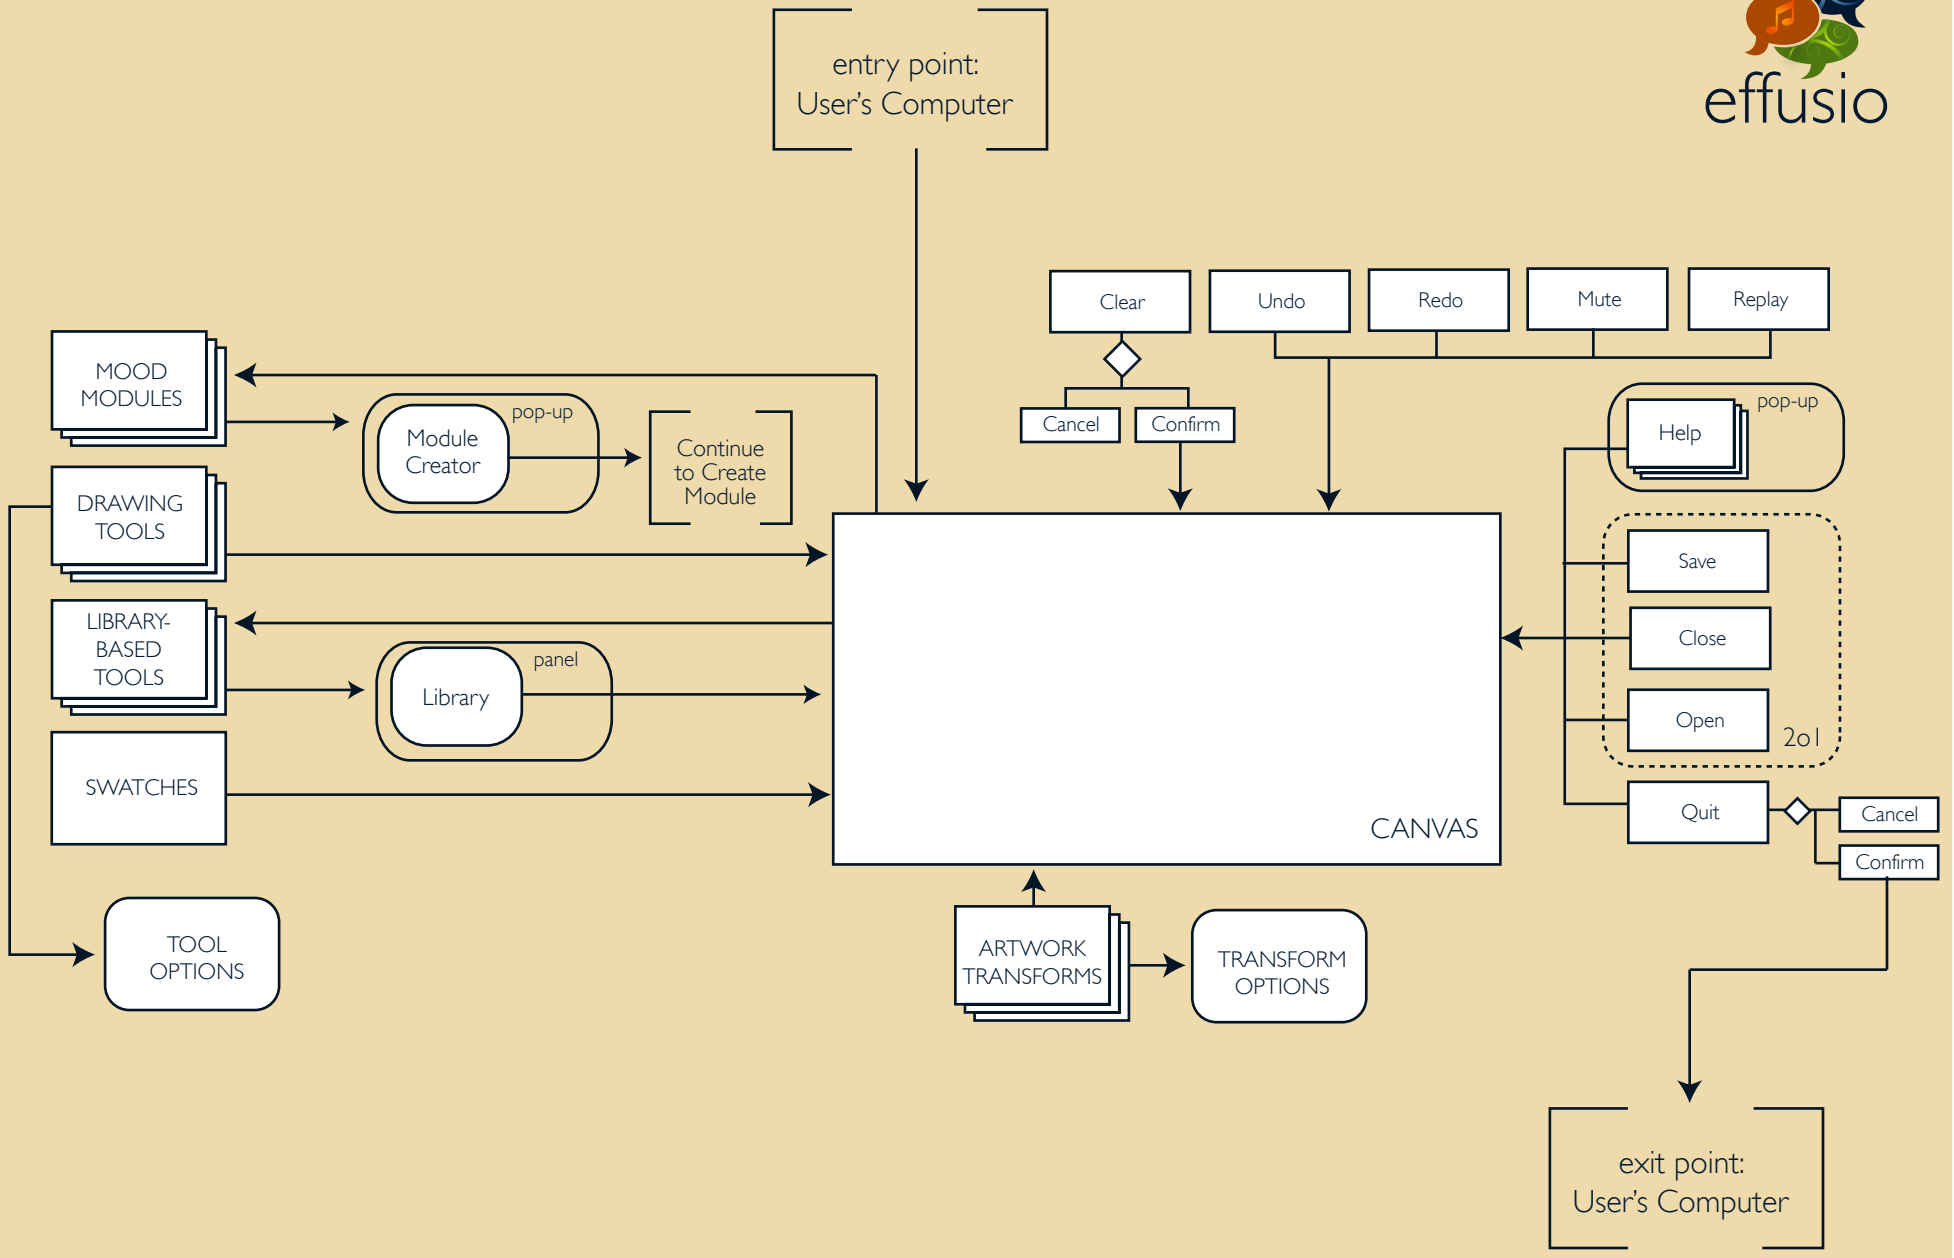 entry point:
User's Computer
effusio
Clear
Undo
Redo
Mute
Replay
Cancel
Confirm
MOOD
MODULES
pop-up
Module
Creator
Continue
to Create
Module
pop-up
Help
DRAWING
TOOLS
Save
LIBRARY-
BASED
TOOLS
panel
Library
Close
Open
2o1
SWATCHES
CANVAS
Quit
Cancel
Confirm
TOOL
OPTIONS
ARTWORK
TRANSFORMS
TRANSFORM
OPTIONS
exit point:
User's Computer